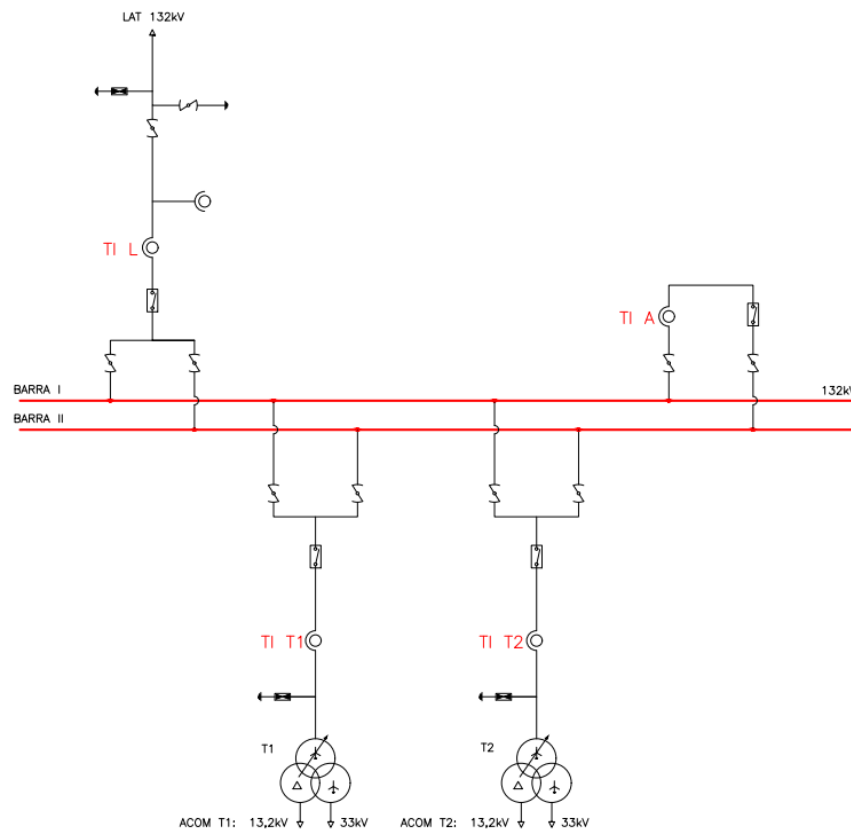 LAT 132kV
TI L
TI A
BARRA I
132kV
BARRA II
TI T1
TI T2
T1
T2
ACOM T1: 13,2kV 33kV
ACOM T2: 13,2kV 33kV